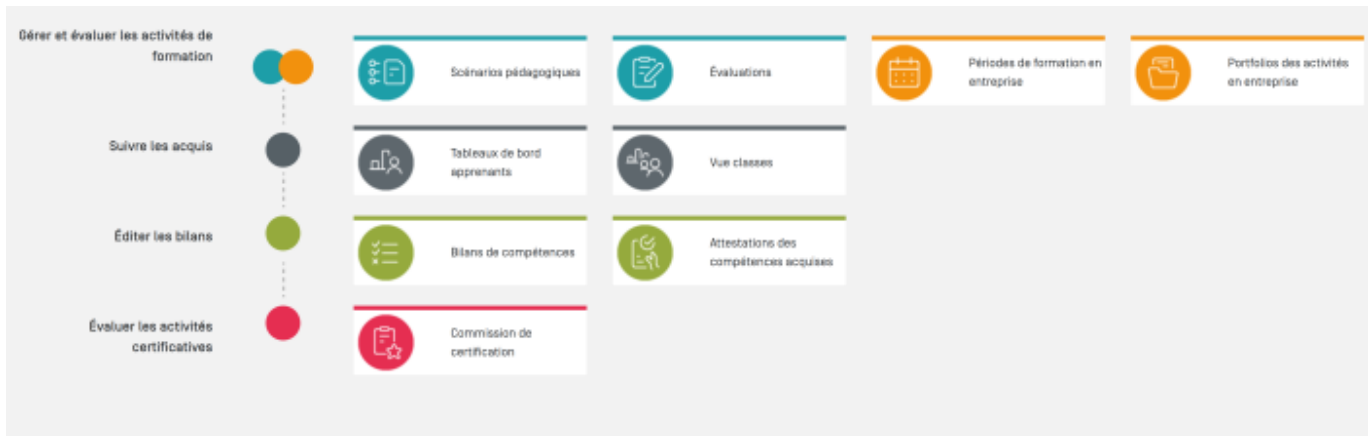 Gérer et évaluer les activités de
formation
Scénarios pédagogiques
Évaluations
Périodes de formation en
entreprise
Portfolios des activités
en entreprise
Suivre les acquis
Tableaux de bord
apprenants
Vue classes
Éditer les bilans
Bilans de compétences
Attestations des
compétences acquises
Évaluer les activités
certificatives
Commission de
certification